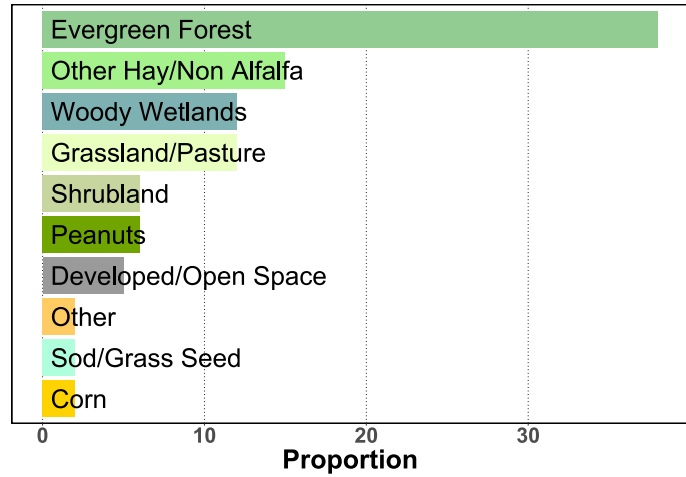 Evergreen Forest
Other Hay/Non Alfalfa
Woody Wetlands
Grassland/Pasture
Shrubland
Peanuts
Developed/Open Space
Other
Sod/Grass Seed
Corn
0 10 20 30
Proportion